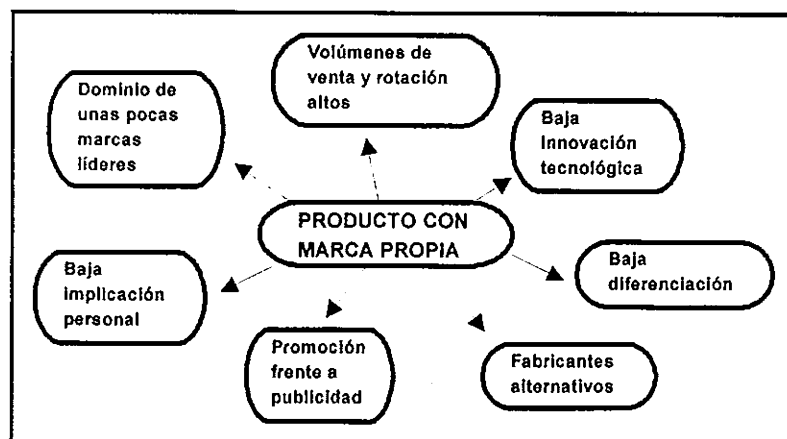 Volúmenes de
venta y rotación
altos
Dominio de
unas pocas
marcas
líderes
Baja
Innovación
tecnológica
PRODUCTO CON
MARCA PROPIA
Baja
implicación
personal
Baja
diferenciación
Promoción
frente a
publicidad
Fabricantes
alternativos